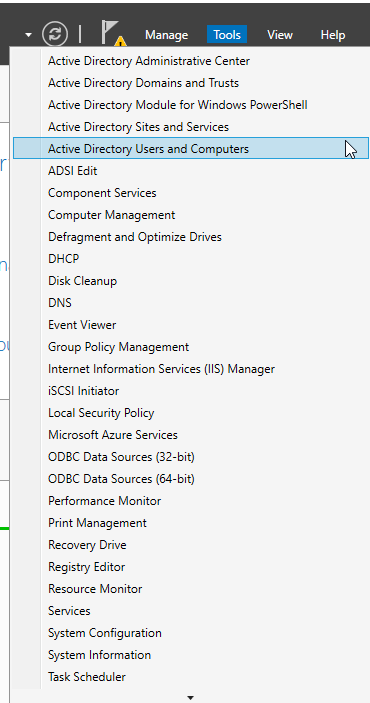 Manage Tools View Help
Active Directory Administrative Center
Active Directory Domains and Trusts
Active Directory Module for Windows PowerShell
Active Directory Sites and Services
Active Directory Users and Computers
ADSI Edit
Component Services
Computer Management
Defragment and Optimize Drives
DHCP
Disk Cleanup
DNS
Event Viewer
Group Policy Management
Internet Information Services (IIS) Manager
iSCSI Initiator
Local Security Policy
Microsoft Azure Services
ODBC Data Sources (32-bit)
ODBC Data Sources (64-bit)
Performance Monitor
Print Management
Recovery Drive
Registry Editor
Resource Monitor
Services
System Configuration
System Information
Task Scheduler